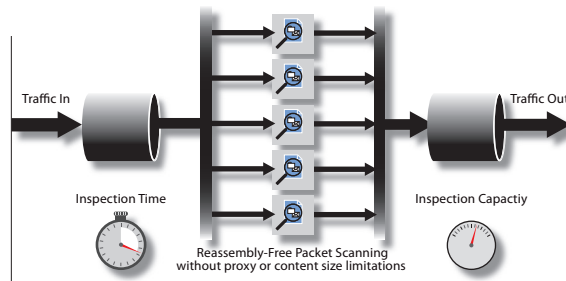 Traffic In
Traffic Out
Inspection Time
Inspection Capactiy
Reassembly-Free Packet Scanning
without proxy or content size limitations